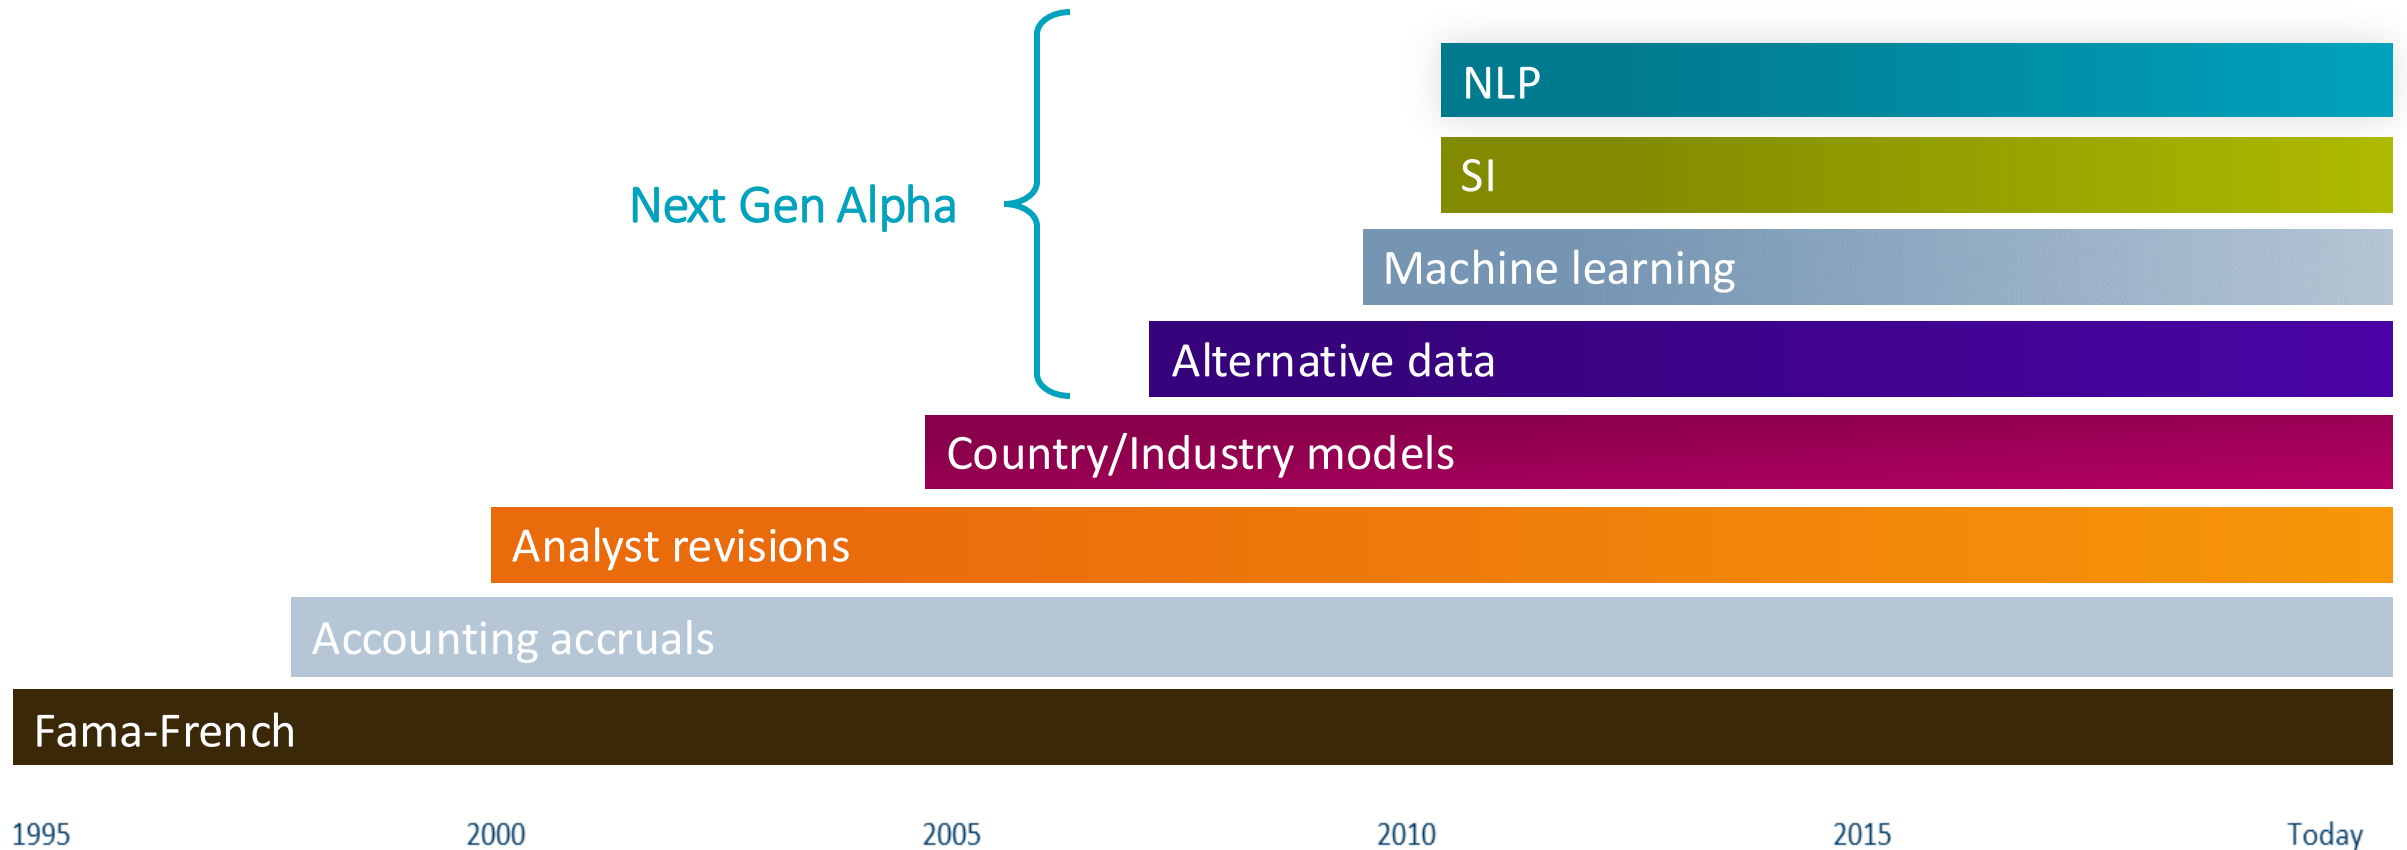 NLP
SI
Next Gen Alpha
Machine learning
Alternative data
Country/Industry models
Analyst revisions
Accounting accruals
Fama-French
1995 2000 2005 2010 2015 Today